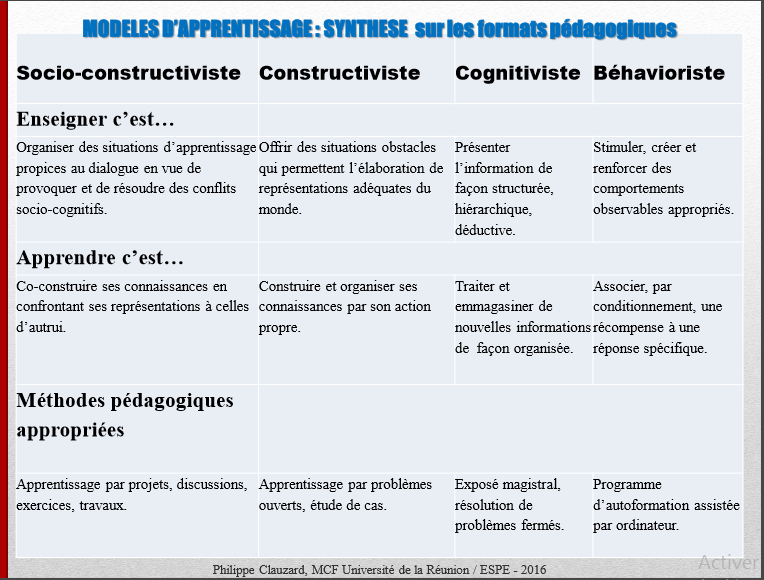 MODELES D'APPRENTISSAGE : SYNTHESE sur les formats pédagogiques
Socio-constructiviste Constructiviste Cognitiviste Béhavioriste
Enseigner c’est…
Organiser des situations d’apprentissage
propices au dialogue en vue de
provoquer et de résoudre des conflits
socio-cognitifs.
Offrir des situations obstacles
qui permettent l’élaboration de
représentations adéquates du
monde.
Présenter
l’information de
façon structurée,
hiérarchique,
déductive.
Stimuler, créer et
renforcer des
comportements
observables appropriés.
Apprendre c’est…
Co-construire ses connaissances en
confrontant ses représentations à celles
d’autrui.
Construire et organiser ses
connaissances par son action
propre.
Traiter et
emmagasiner de
nouvelles informations
de façon organisée.
Associer, par
conditionnement, une
récompense à une
réponse spécifique.
Méthodes pédagogiques
appropriées
Apprentissage par projets, discussions,
exercices, travaux.
Apprentissage par problèmes
ouverts, étude de cas.
Exposé magistral,
résolution de
problèmes fermés.
Programme
d’autoformation assistée
par ordinateur.
Philippe Clauzard, MCF Université de la Réunion / ESPE - 2016
Activer